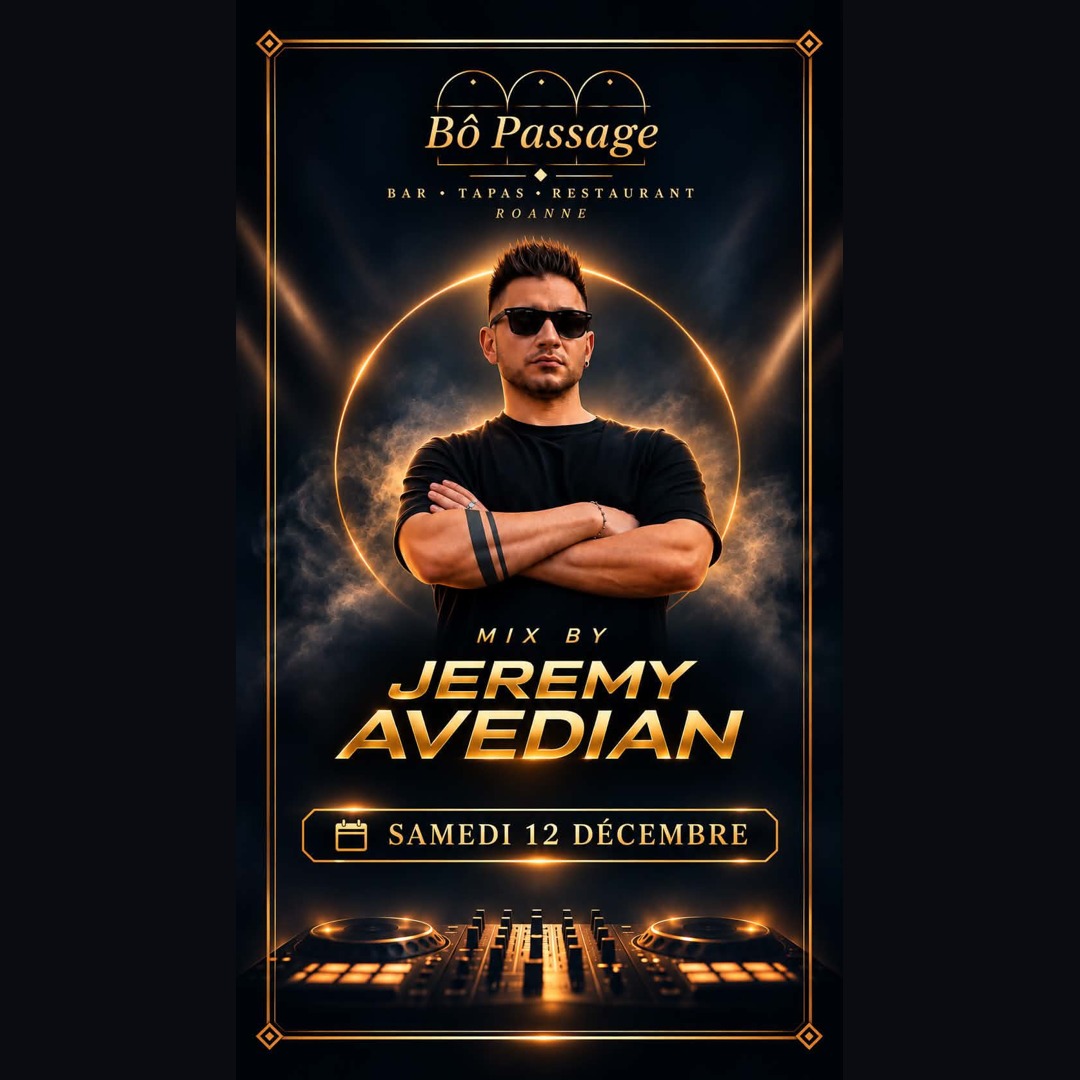 Bô Passage
BAR • TAPAS • RESTAURANT
ROANNE
MIX BY
JEREMY
AVEDIAN
SAMEDI 12 DÉCEMBRE